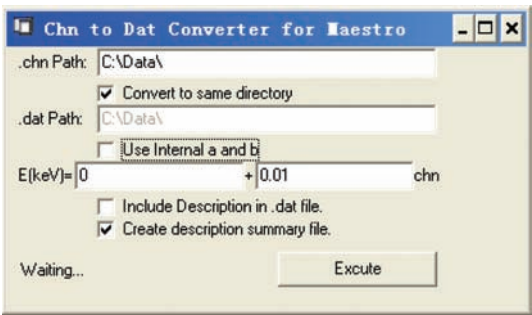 Chn to Dat Converter for Maestro
.chn Path: C:\Data\
Convert to same directory
.dat Path: C:\Data\
Use Internal a and b
E(keV)= 0 + 0.01 chn
Include Description in .dat file.
Create description summary file.
Waiting... Excute